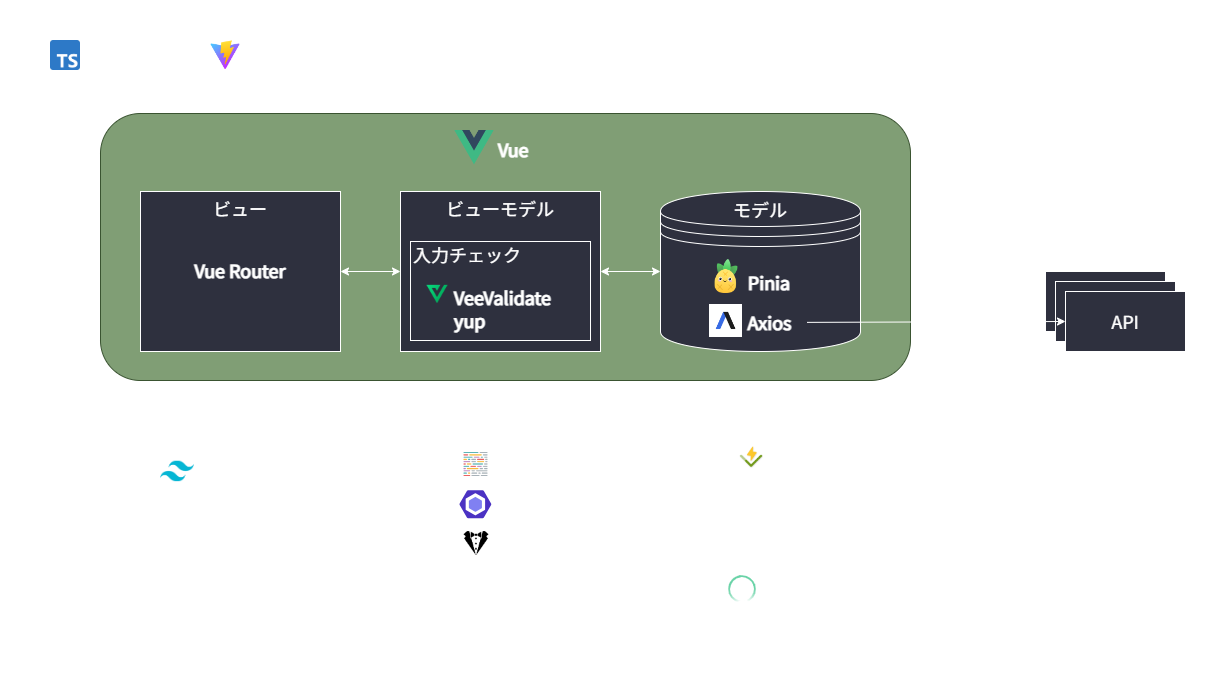 TS
Vue
ビュー
Vue Router
ビューモデル
入力チェック
VeeValidate
yup
モデル
Pinia
Axios
API